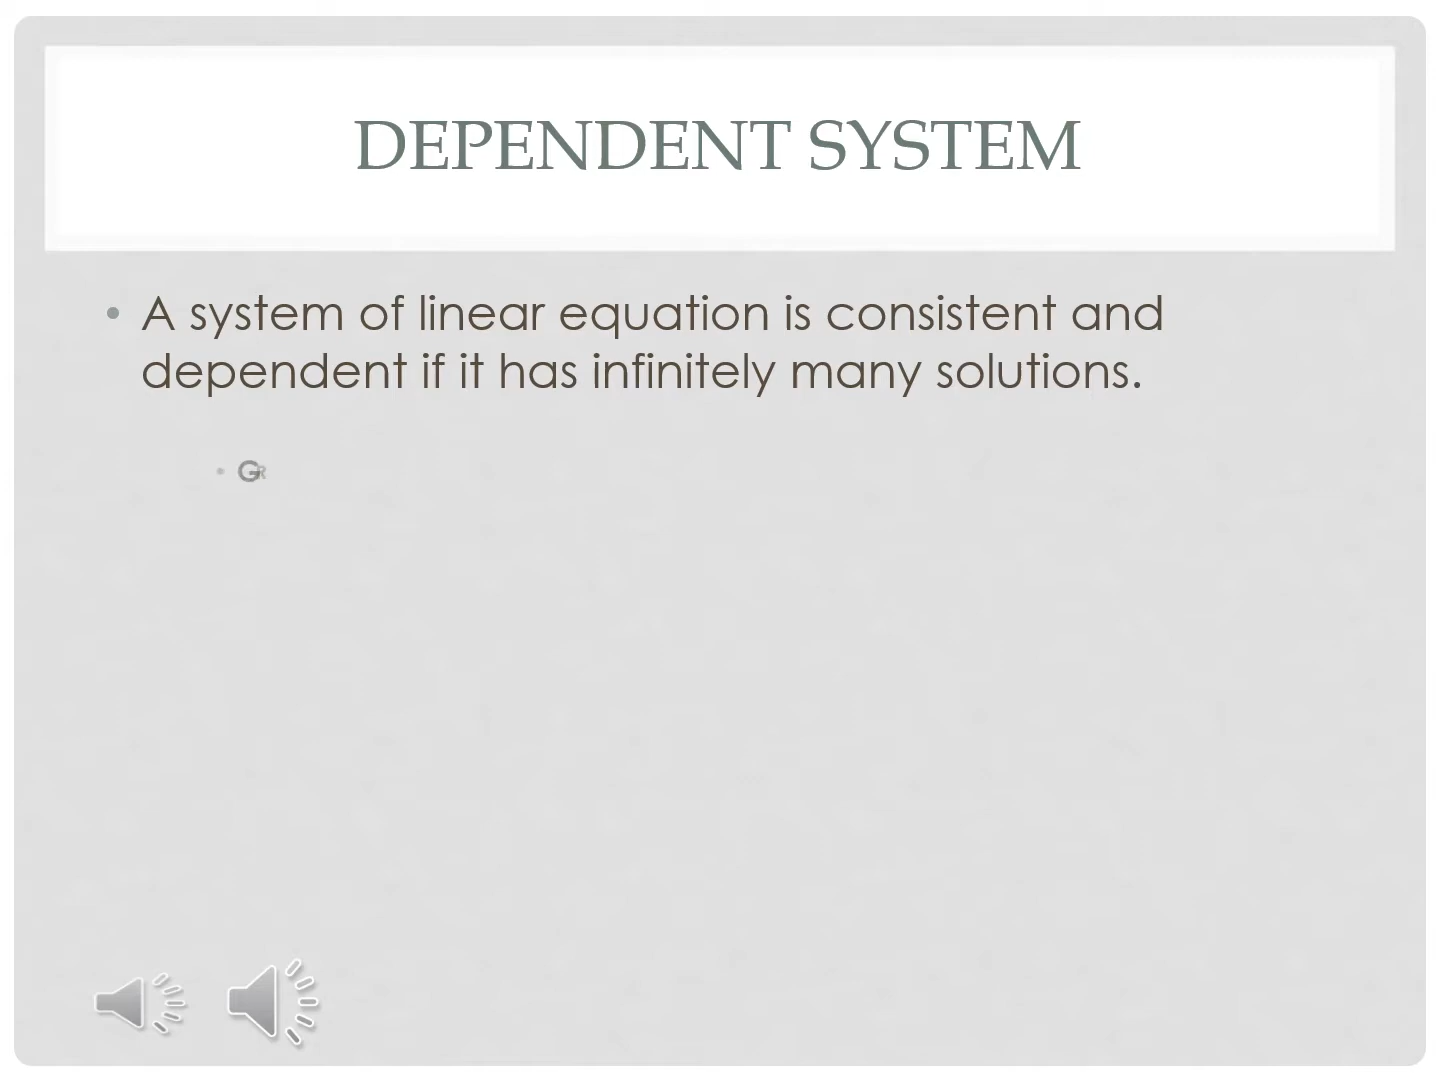 DEPENDENT SYSTEM
• A system of linear equation is consistent and
dependent if it has infinitely many solutions.